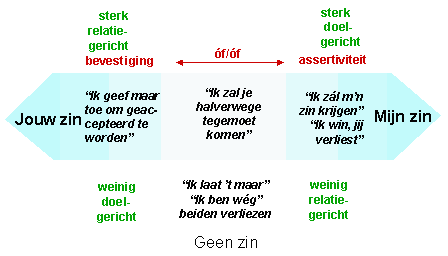 sterk
relatie-
gericht
bevestiging
óf/óf
sterk
doel-
gericht
assertiviteit
Jouw zin
“Ik geef maar
toe om geac-
cepteerd te
worden”
“Ik zal je
halverwege
tegemoet
komen”
“Ik zál m’n
zin krijgen”
“Ik win, jij
verliest”
Mijn zin
weinig
doel-
gericht
“Ik laat ’t maar”
“Ik ben wég”
beiden verliezen
weinig
relatie-
gericht
Geen zin